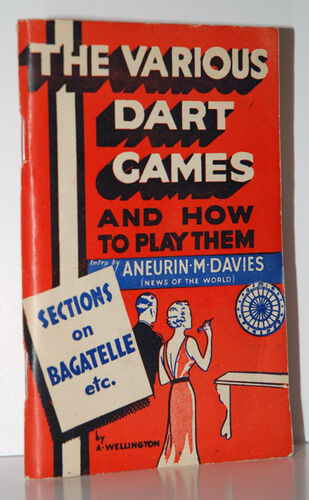 THE VARIOUS
DART
GAMES
AND HOW
TO PLAY THEM
Intro by ANEURIN·M·DAVIES
(NEWS OF THE WORLD)
SECTIONS
on
BAGATELLE
etc.
by
A·WELLINGTON